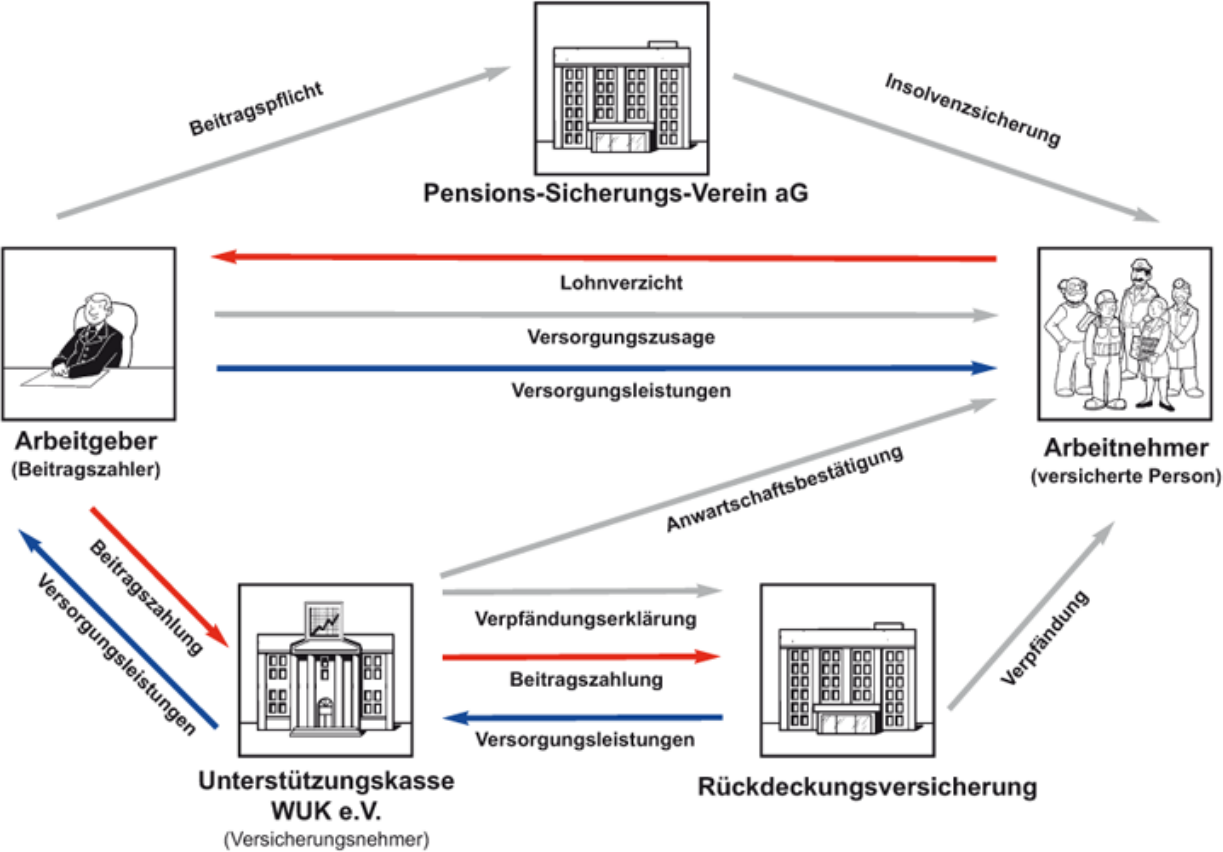 Beitragspflicht
Insolvenzsicherung
Pensions-Sicherungs-Verein aG
Lohnverzicht
Versorgungszusage
Versorgungsleistungen
Arbeitgeber
(Beitragszahler)
Arbeitnehmer
(versicherte Person)
Anwartschaftsbestätigung
Beitragszahlung
Versorgungsleistungen
Verpfändungserklärung
Beitragszahlung
Versorgungsleistungen
Verpfändung
Unterstützungskasse
WUK e.V.
(Versicherungsnehmer)
Rückdeckungsversicherung